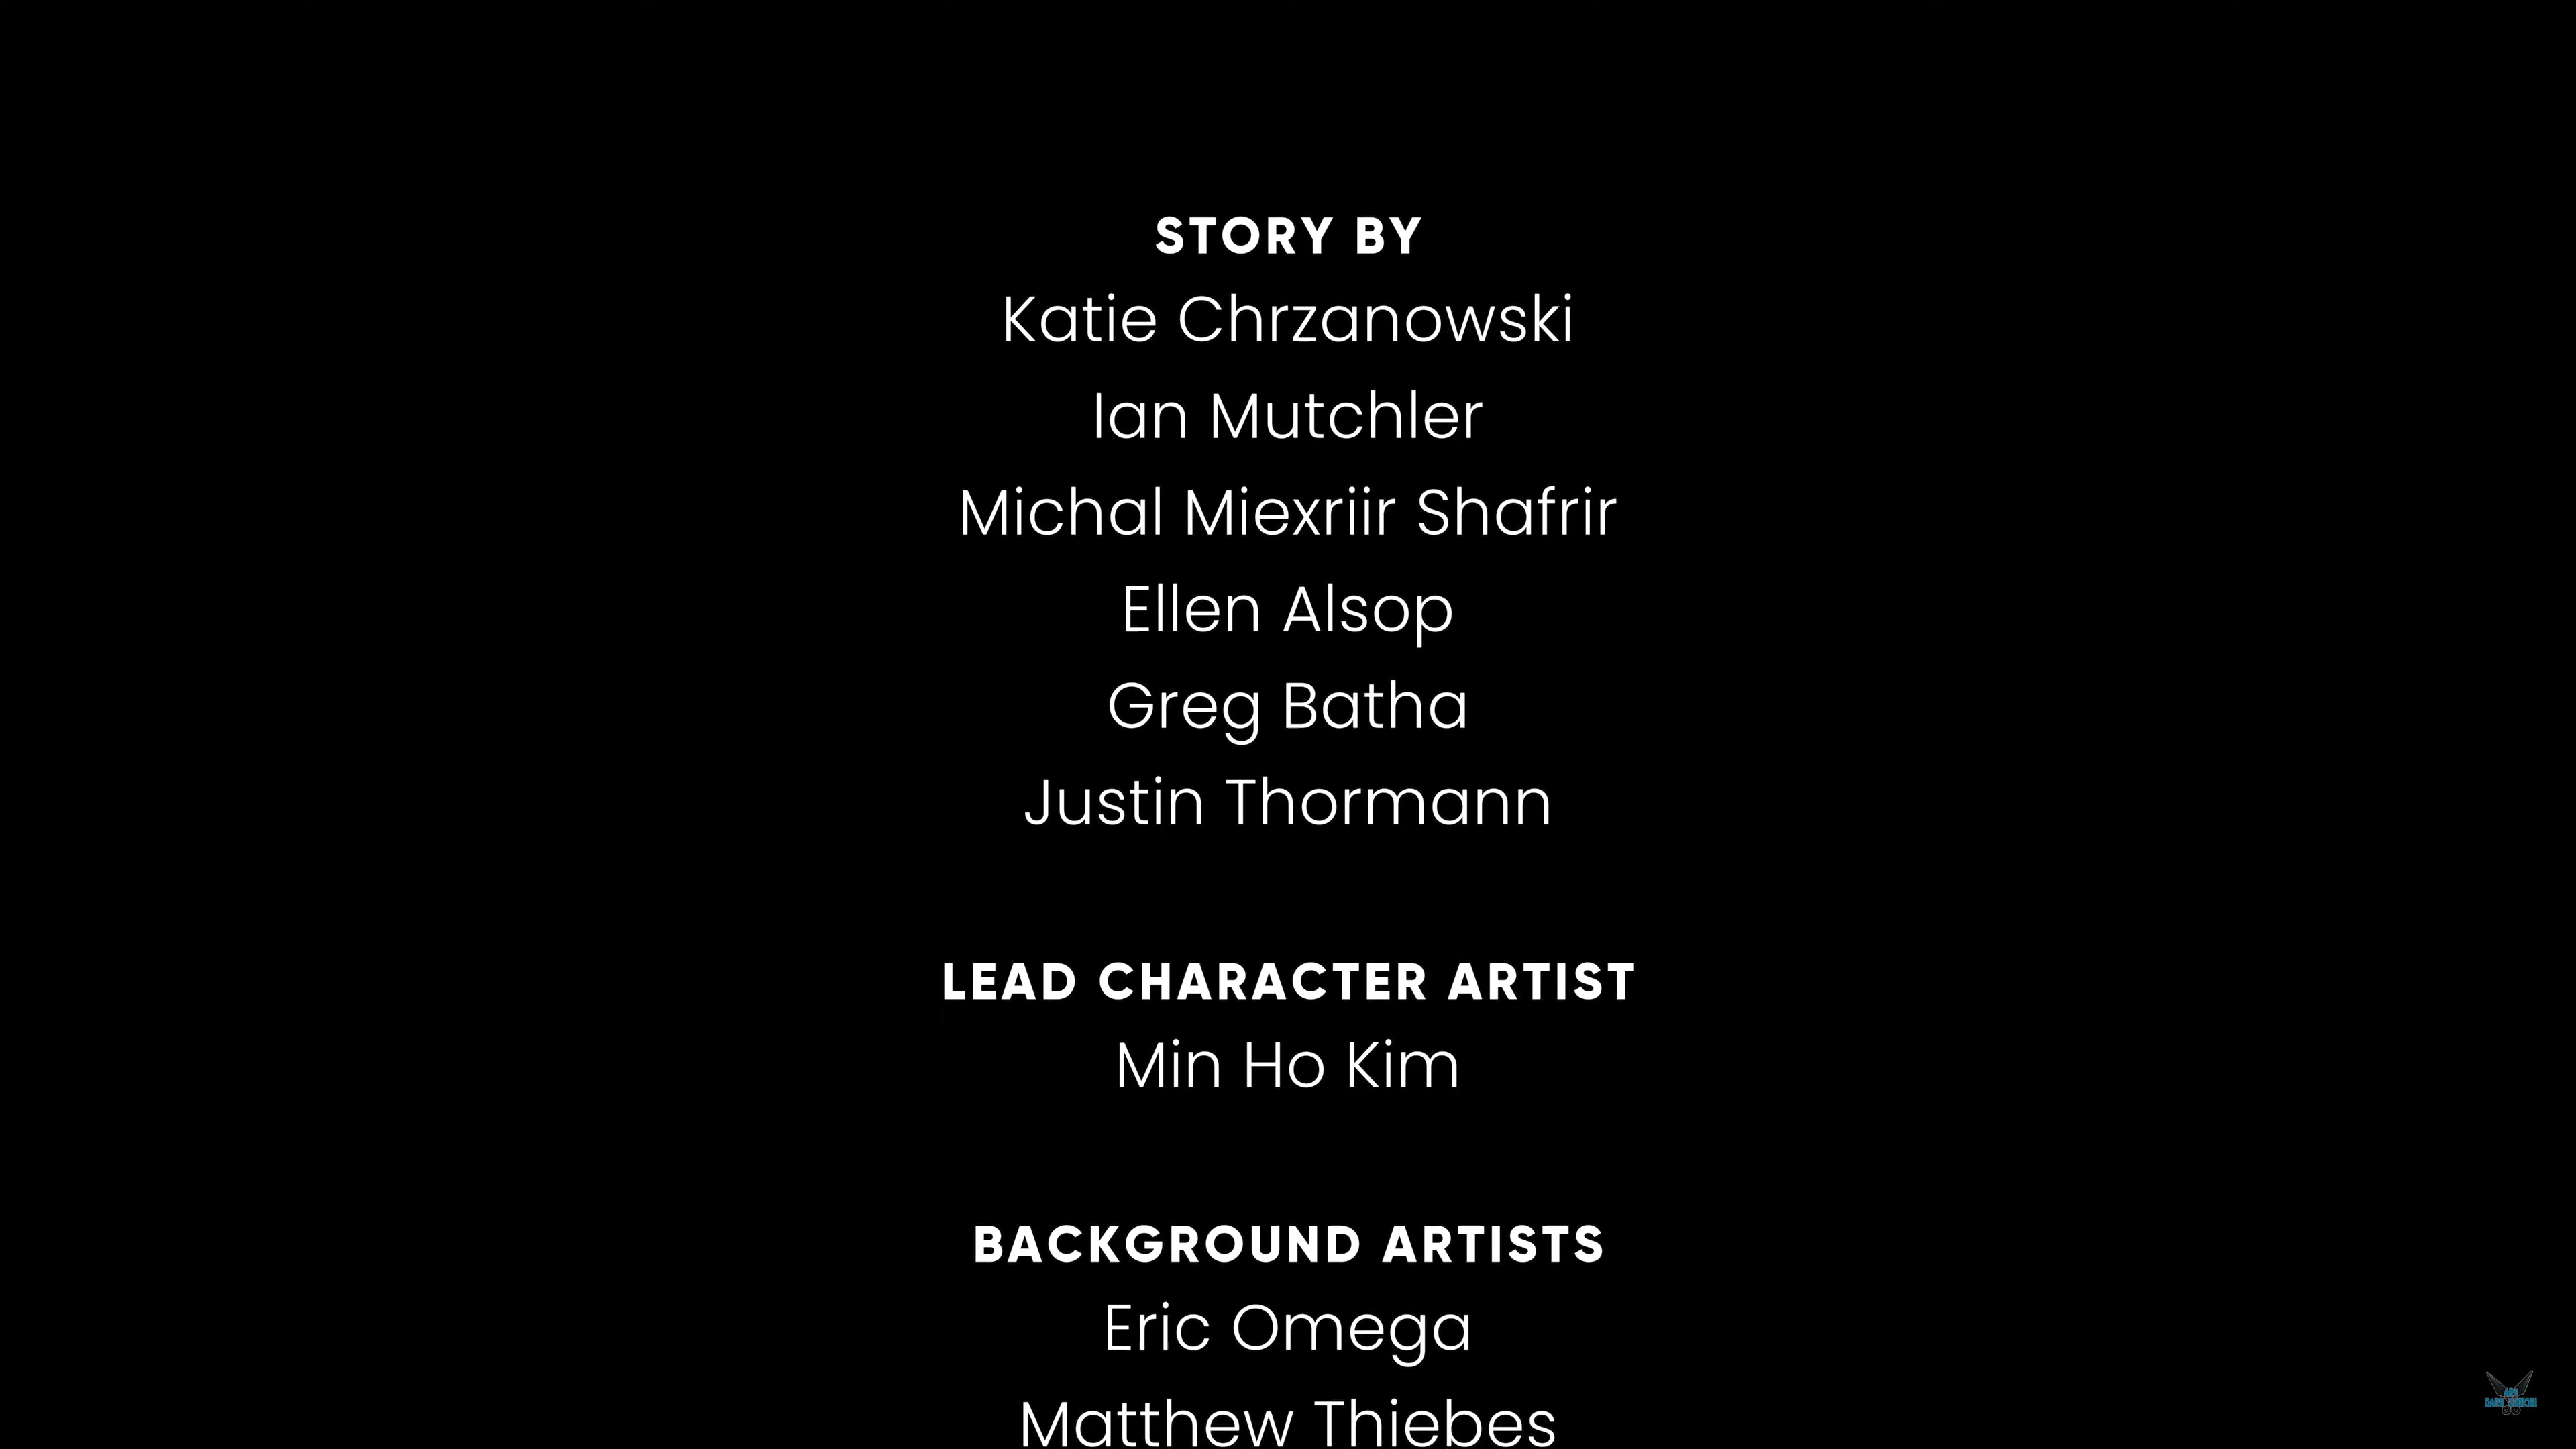 STORY BY
Katie Chrzanowski
Ian Mutchler
Michal Miexriir Shafrir
Ellen Alsop
Greg Batha
Justin Thormann
LEAD CHARACTER ARTIST
Min Ho Kim
BACKGROUND ARTISTS
Eric Omega
Matthew Thiebes